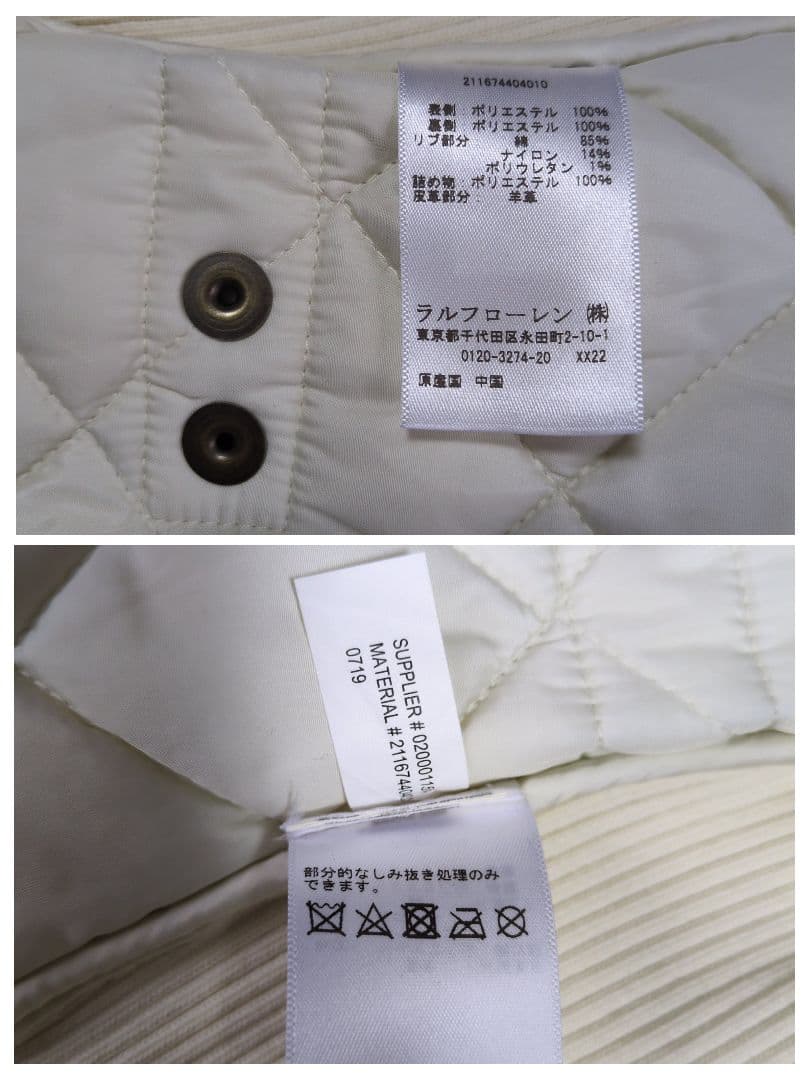 211674404010
表側 ポリエステル 100%
裏側 ポリエステル 100%
リブ部分 綿 85%
ナイロン 14%
ポリウレタン 1%
詰め物 ポリエステル 100%
皮革部分: 羊革
ラルフローレン ㈱
東京都千代田区永田町2-10-1
0120-3274-20 XX22
原産国 中国
SUPPLIER # 02000115
MATERIAL # 211674404
0719
部分的なしみ抜き処理のみ
できます。